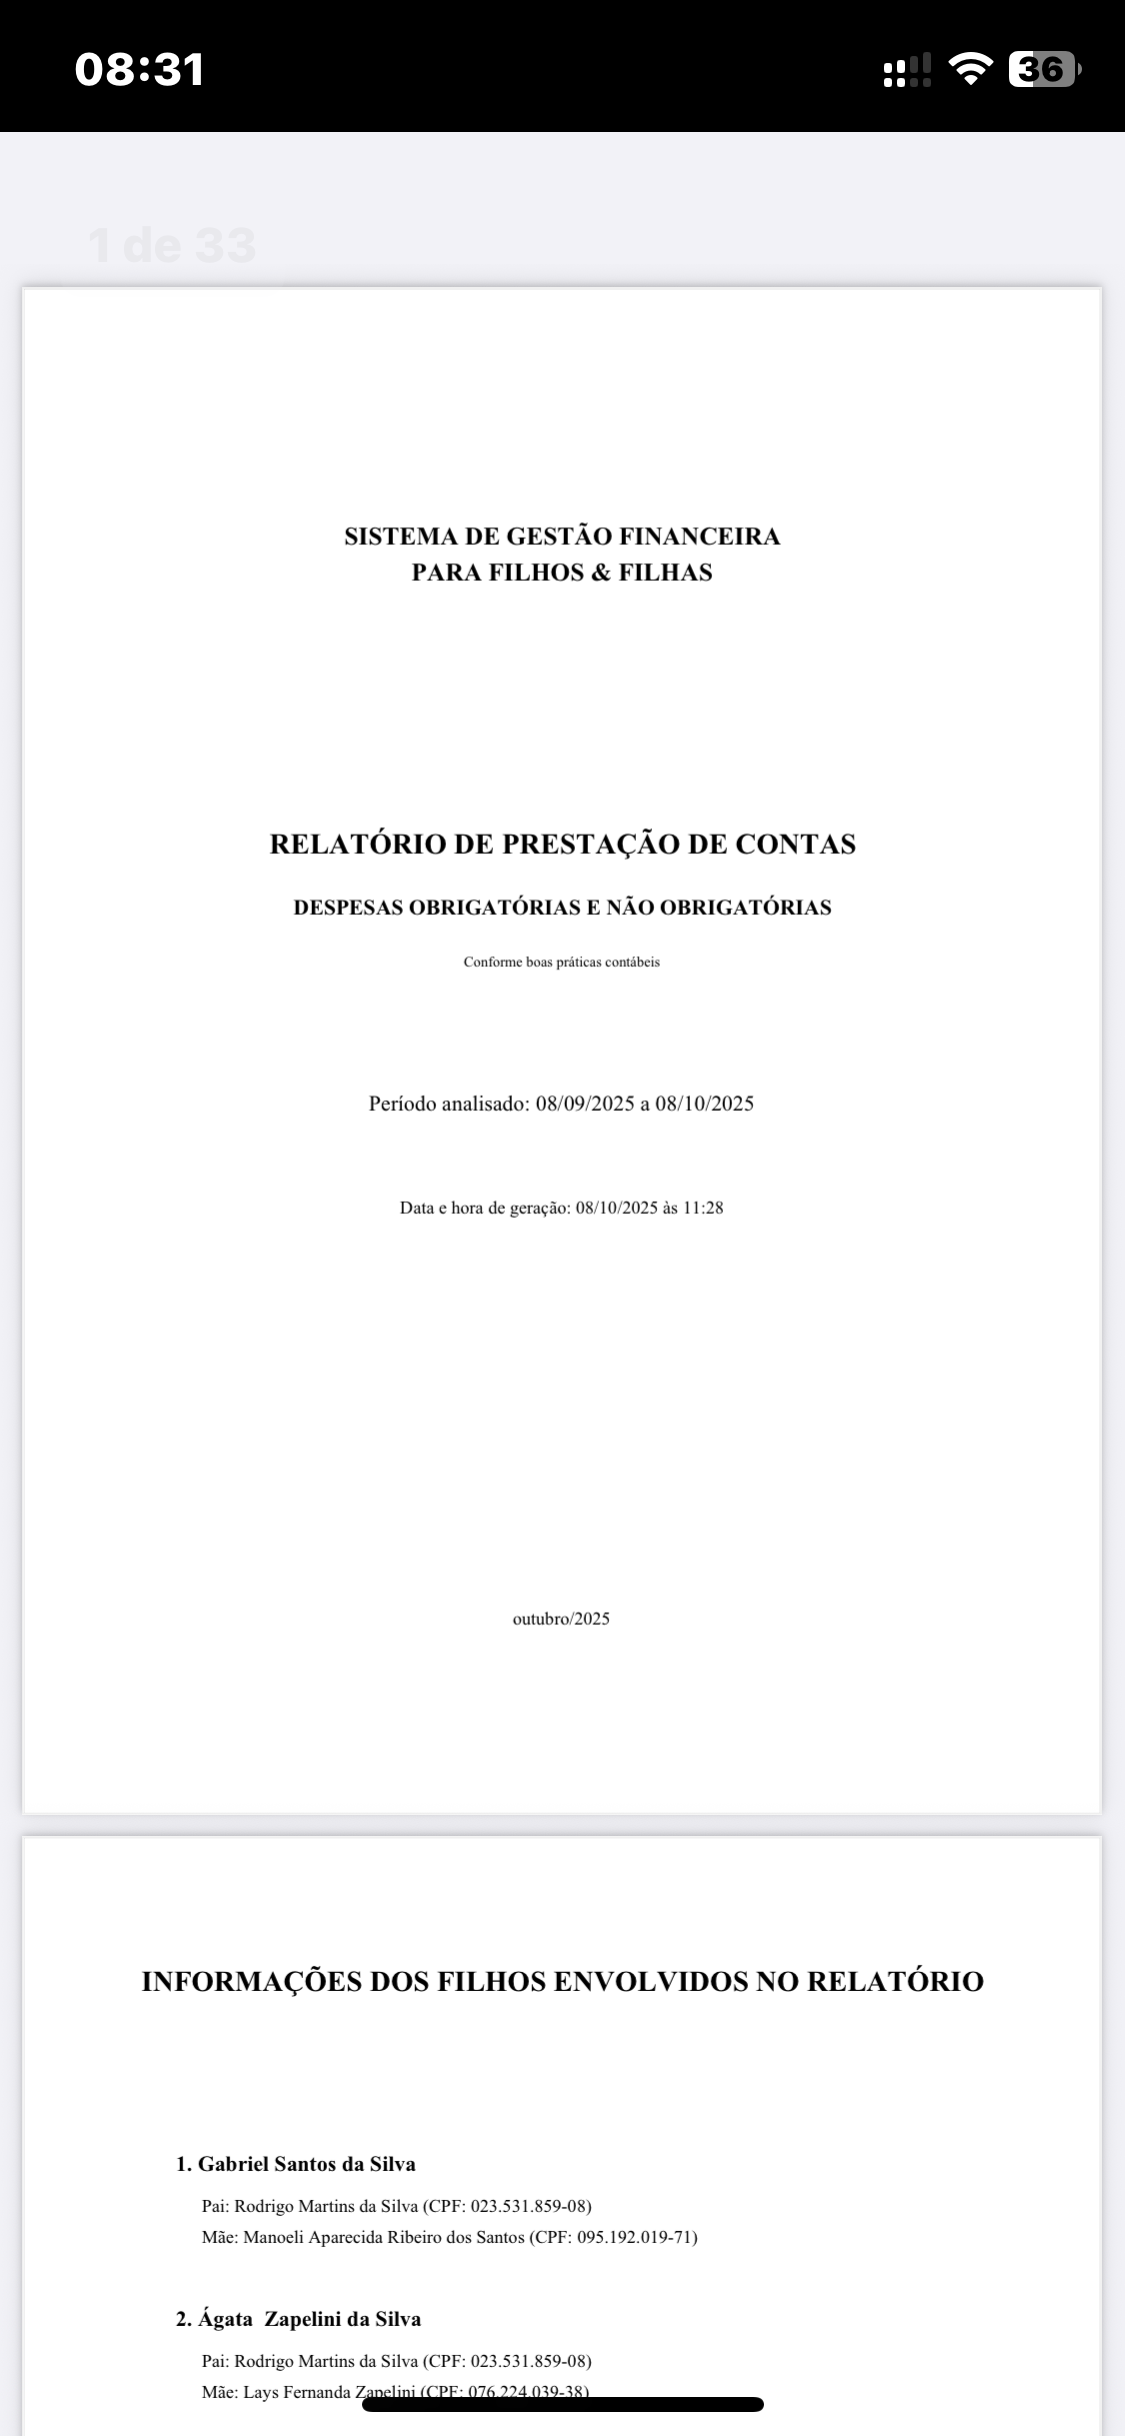 08:31
36
1 de 33
SISTEMA DE GESTÃO FINANCEIRA
PARA FILHOS & FILHAS
RELATÓRIO DE PRESTAÇÃO DE CONTAS
DESPESAS OBRIGATÓRIAS E NÃO OBRIGATÓRIAS
Conforme boas práticas contábeis
Período analisado: 08/09/2025 a 08/10/2025
Data e hora de geração: 08/10/2025 às 11:28
outubro/2025
INFORMAÇÕES DOS FILHOS ENVOLVIDOS NO RELATÓRIO
1. Gabriel Santos da Silva
Pai: Rodrigo Martins da Silva (CPF: 023.531.859-08)
Mãe: Manoeli Aparecida Ribeiro dos Santos (CPF: 095.192.019-71)
2. Ágata  Zapelini da Silva
Pai: Rodrigo Martins da Silva (CPF: 023.531.859-08)
Mãe: Lays Fernanda Zapelini (CPF: 076.224.039-38)